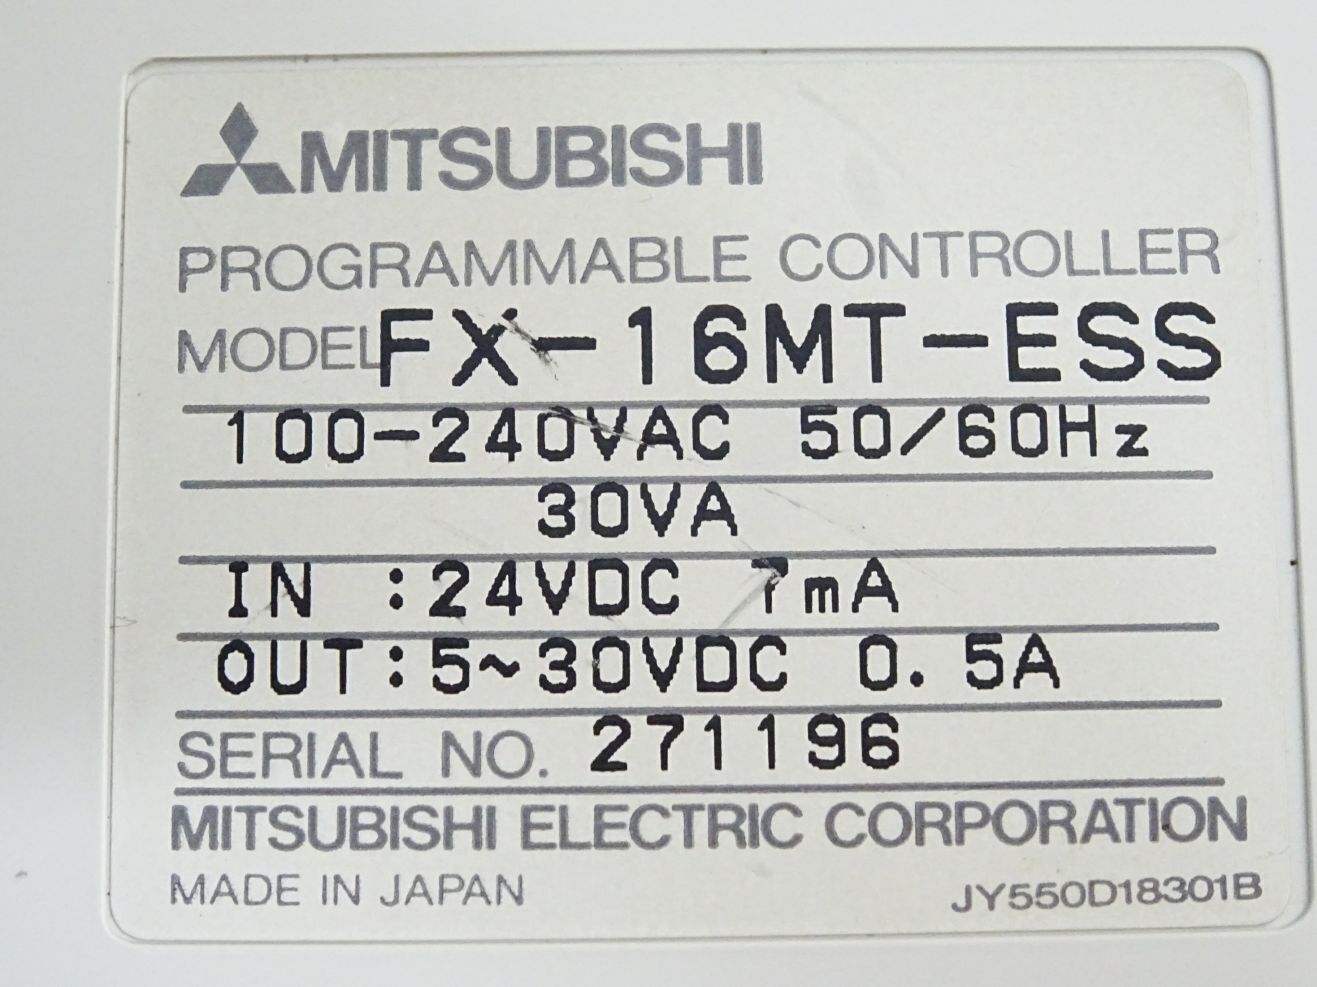 MITSUBISHI
PROGRAMMABLE CONTROLLER
MODEL FX-16MT-ESS
100-240VAC 50/60Hz
30VA
IN :24VDC 7mA
OUT:5~30VDC 0.5A
SERIAL NO. 271196
MITSUBISHI ELECTRIC CORPORATION
MADE IN JAPAN JY550D18301B